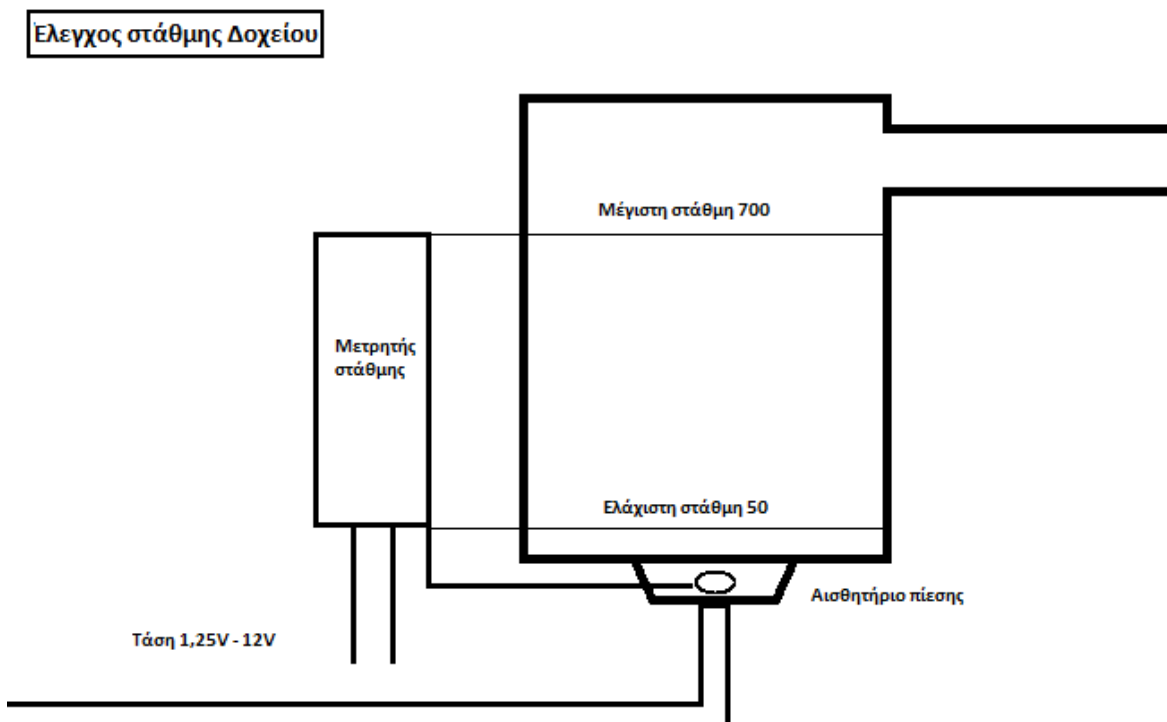 Έλεγχος στάθμης Δοχείου
Μέγιστη στάθμη 700
Μετρητής
στάθμης
Ελάχιστη στάθμη 50
Αισθητήριο πίεσης
Τάση 1,25V - 12V